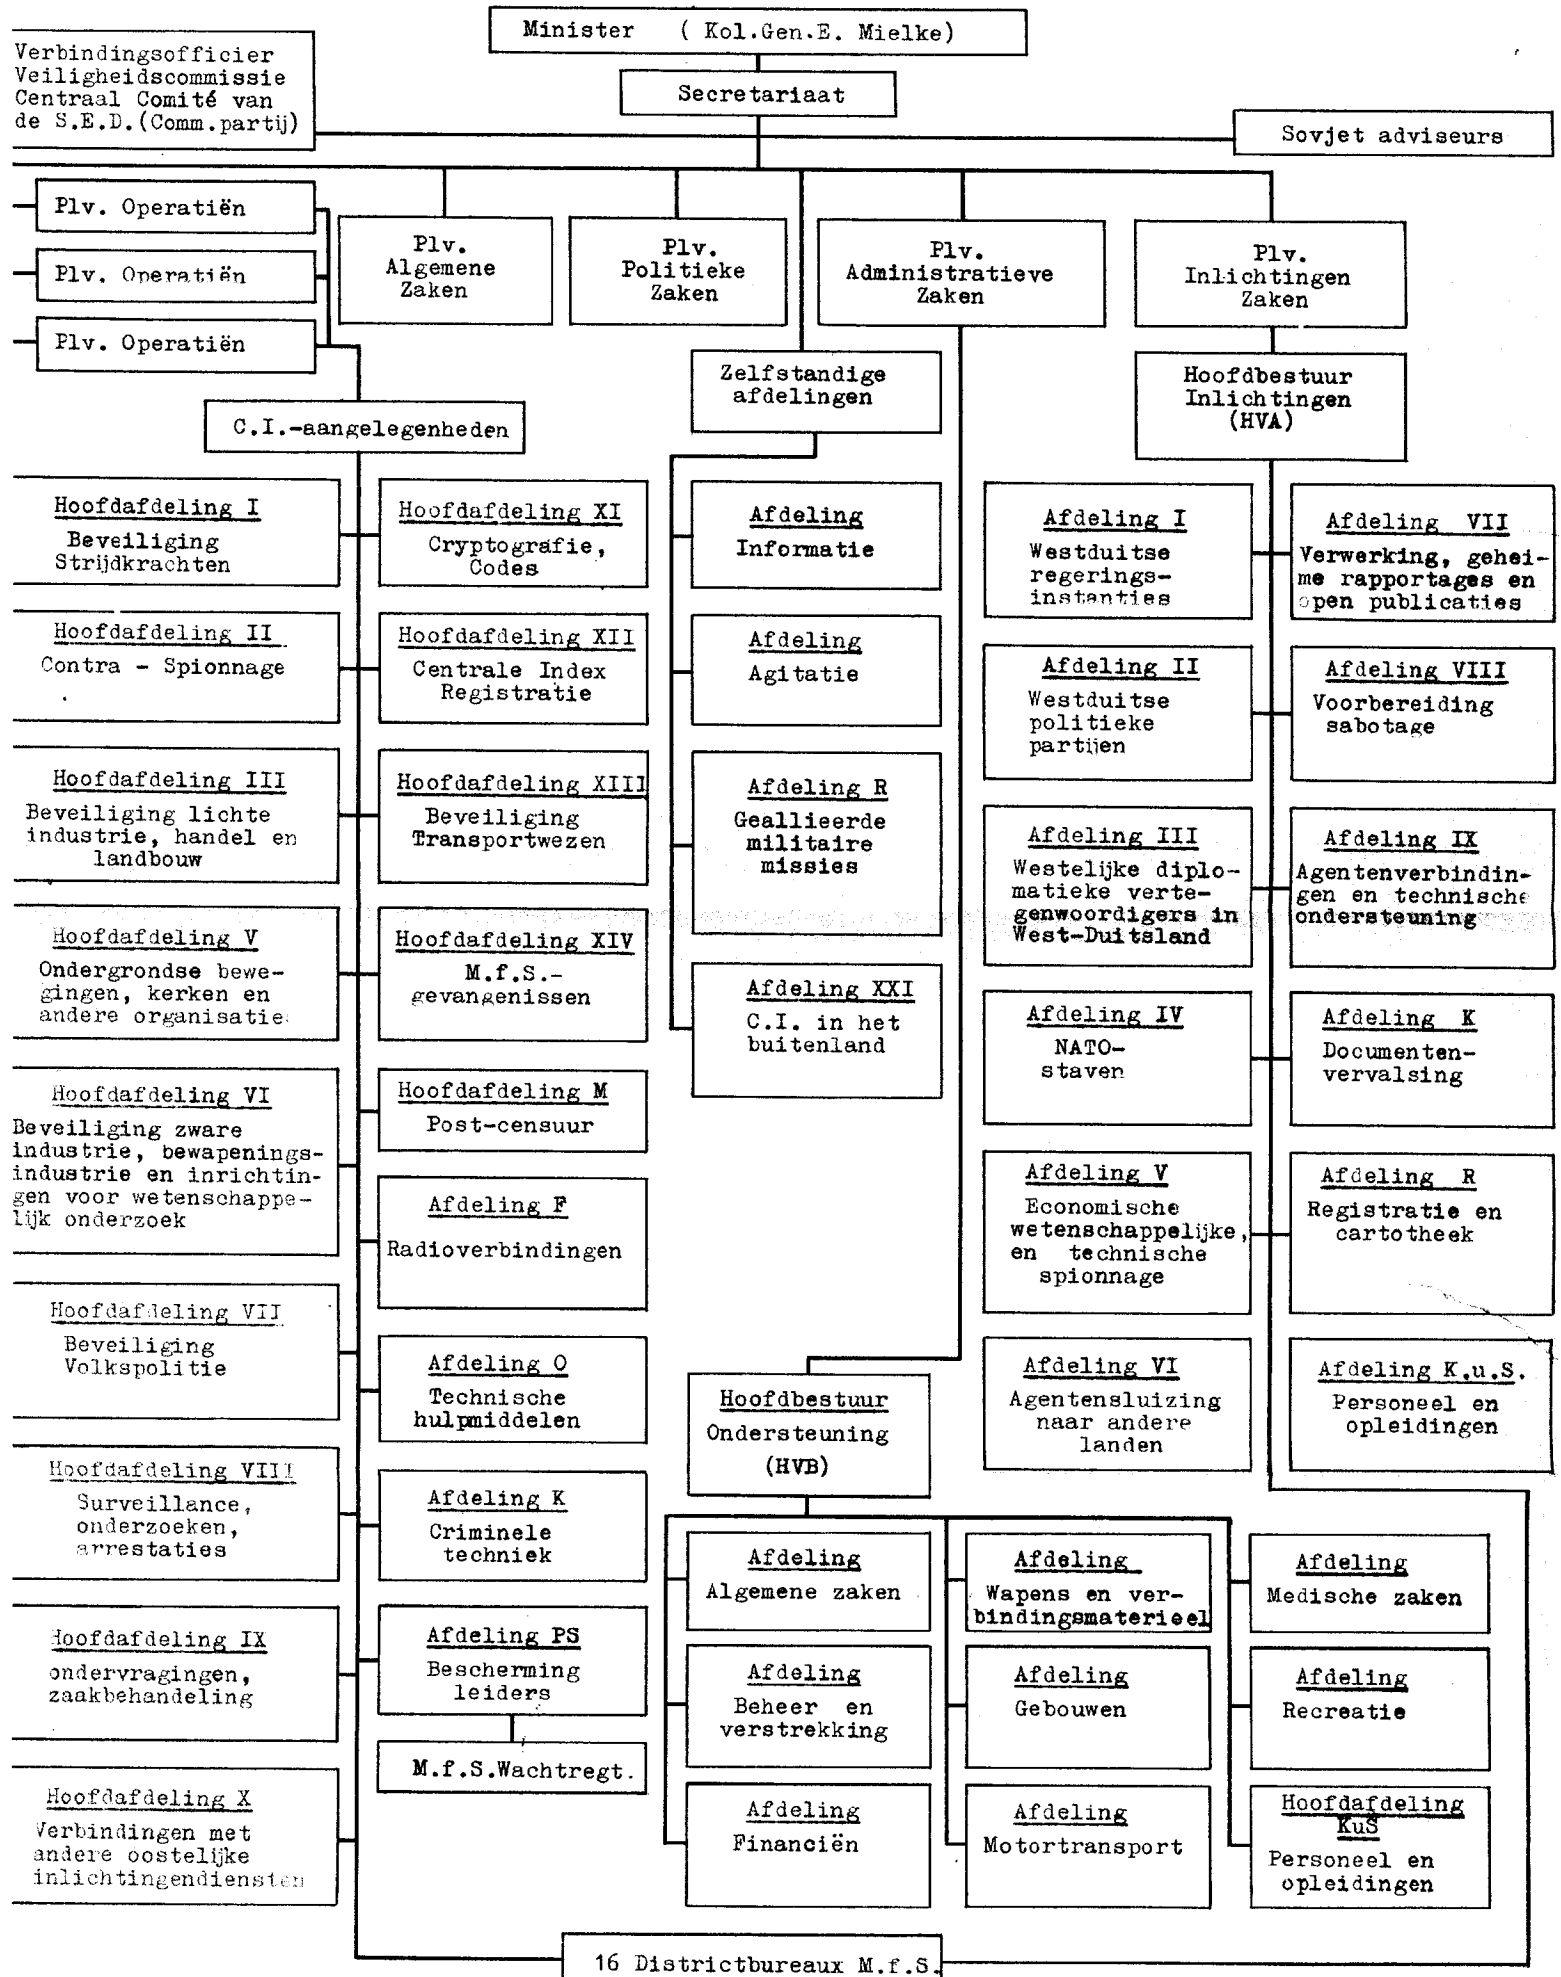 Minister ( Kol.Gen.E. Mielke)
Secretariaat
Verbindingsofficier
Veiligheidscommissie
Centraal Comité van
de S.E.D.(Comm.partij)
Sovjet adviseurs
Plv. Operatiën
Plv. Operatiën
Plv. Operatiën
Plv.
Algemene
Zaken
Plv.
Politieke
Zaken
Plv.
Administratieve
Zaken
Plv.
Inlichtingen
Zaken
Zelfstandige
afdelingen
Hoofdbestuur
Inlichtingen
(HVA)
C.I.-aangelegenheden
Hoofdafdeling I
Beveiliging
Strijdkrachten
Hoofdafdeling II
Contra - Spionnage
Hoofdafdeling III
Beveiliging lichte
industrie, handel en
landbouw
Hoofdafdeling V
Ondergrondse bewe-
gingen, kerken en
andere organisatie
Hoofdafdeling VI
Beveiliging zware
industrie, bewapenings-
industrie en inrichtin-
gen voor wetenschappe-
lijk onderzoek
Hoofdafdeling VII
Beveiliging
Volkspolitie
Hoofdafdeling VIII
Surveillance,
onderzoeken,
arrestaties
Hoofdafdeling IX
ondervragingen,
zaakbehandeling
Hoofdafdeling X
Verbindingen met
andere oostelijke
inlichtingendiensten
Hoofdafdeling XI
Cryptografie,
Codes
Hoofdafdeling XII
Centrale Index
Registratie
Hoofdafdeling XIII
Beveiliging
Transportwezen
Hoofdafdeling XIV
M.f.S.-
gevangenissen
Hoofdafdeling M
Post-censuur
Afdeling F
Radioverbindingen
Afdeling O
Technische
hulpmiddelen
Afdeling K
Criminele
techniek
Afdeling PS
Bescherming
leiders
M.f.S.Wachtregt.
Afdeling
Informatie
Afdeling
Agitatie
Afdeling R
Geallieerde
militaire
missies
Afdeling XXI
C.I. in het
buitenland
Afdeling I
Westduitse
regerings-
instanties
Afdeling II
Westduitse
politieke
partijen
Afdeling III
Westelijke diplo-
matieke verte-
genwoordigers in
West-Duitsland
Afdeling IV
NATO-
staven
Afdeling V
Economische
wetenschappelijke,
en technische
spionnage
Afdeling VI
Agentensluizing
naar andere
landen
Afdeling VII
Verwerking, gehei-
me rapportages en
open publicaties
Afdeling VIII
Voorbereiding
sabotage
Afdeling IX
Agentenverbindin-
gen en technische
ondersteuning
Afdeling K
Documenten-
vervalsing
Afdeling R
Registratie en
cartotheek
Afdeling K.u.S.
Personeel en
opleidingen
Hoofdbestuur
Ondersteuning
(HVB)
Afdeling
Algemene zaken
Afdeling
Beheer en
verstrekking
Afdeling
Financiën
Afdeling
Wapens en ver-
bindingsmaterieel
Afdeling
Gebouwen
Afdeling
Motortransport
Afdeling
Medische zaken
Afdeling
Recreatie
Hoofdafdeling
KuS
Personeel en
opleidingen
16 Districtbureaux M.f.S.